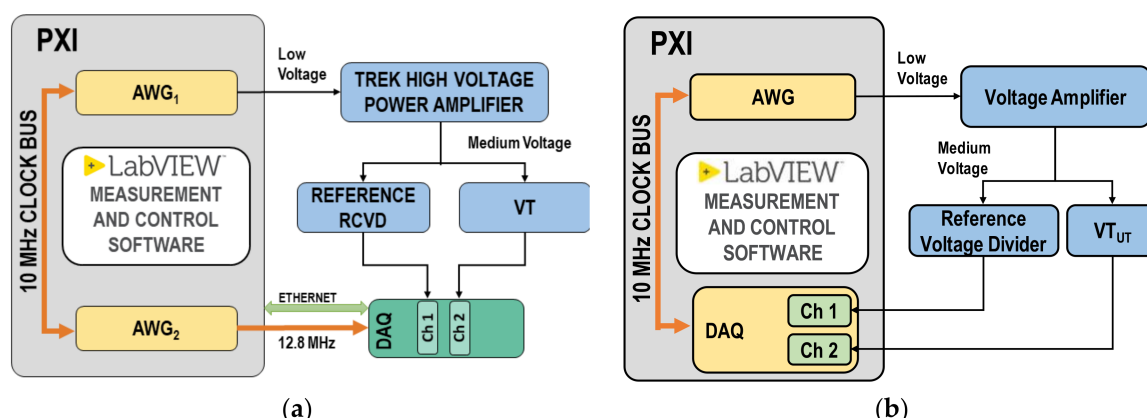 PXI
10 MHz CLOCK BUS
AWG1
Low
Voltage
TREK HIGH VOLTAGE
POWER AMPLIFIER
Medium Voltage
LabVIEW™
MEASUREMENT
AND CONTROL
SOFTWARE
REFERENCE
RCVD
VT
ETHERNET
AWG2
12.8 MHz
DAQ
Ch 1
Ch 2
(a)
PXI
10 MHz CLOCK BUS
AWG
Low
Voltage
Voltage Amplifier
Medium
Voltage
LabVIEW™
MEASUREMENT
AND CONTROL
SOFTWARE
Reference
Voltage Divider
VTUT
DAQ
Ch 1
Ch 2
(b)